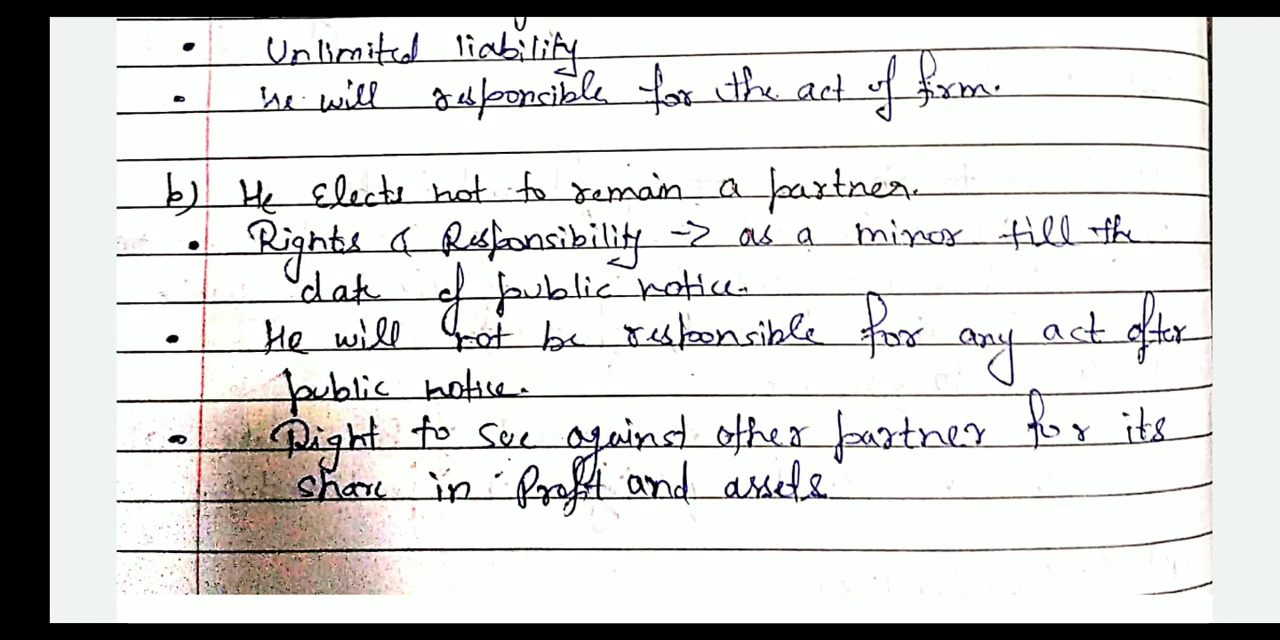 • Unlimited liability
• He will responcible for the act of firm.
b) He Elects not to remain a partner.
• Rights & Responsibility -> as a minor till the
date of public notice.
• He will not be responsible for any act after
public notice.
• Right to sue against other partner for its
share in Profit and assets